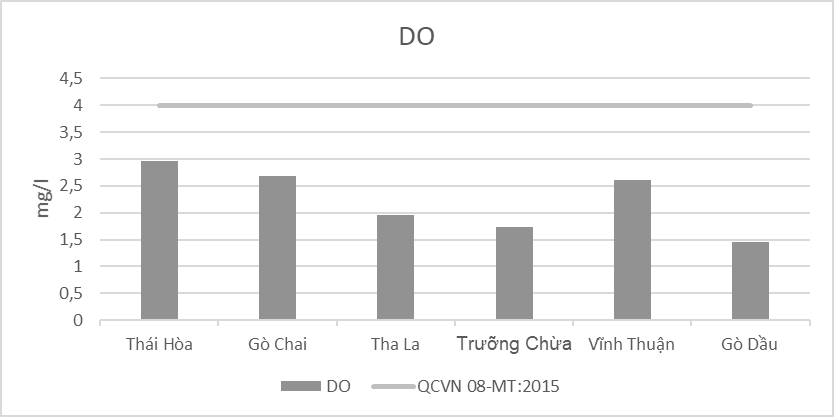 DO
4,5
4
3,5
3
2,5
2
1,5
1
0,5
0
mg/l
Thái Hòa Gò Chai Tha La Trưỡng Chừa Vĩnh Thuận Gò Dầu
DO QCVN 08-MT:2015